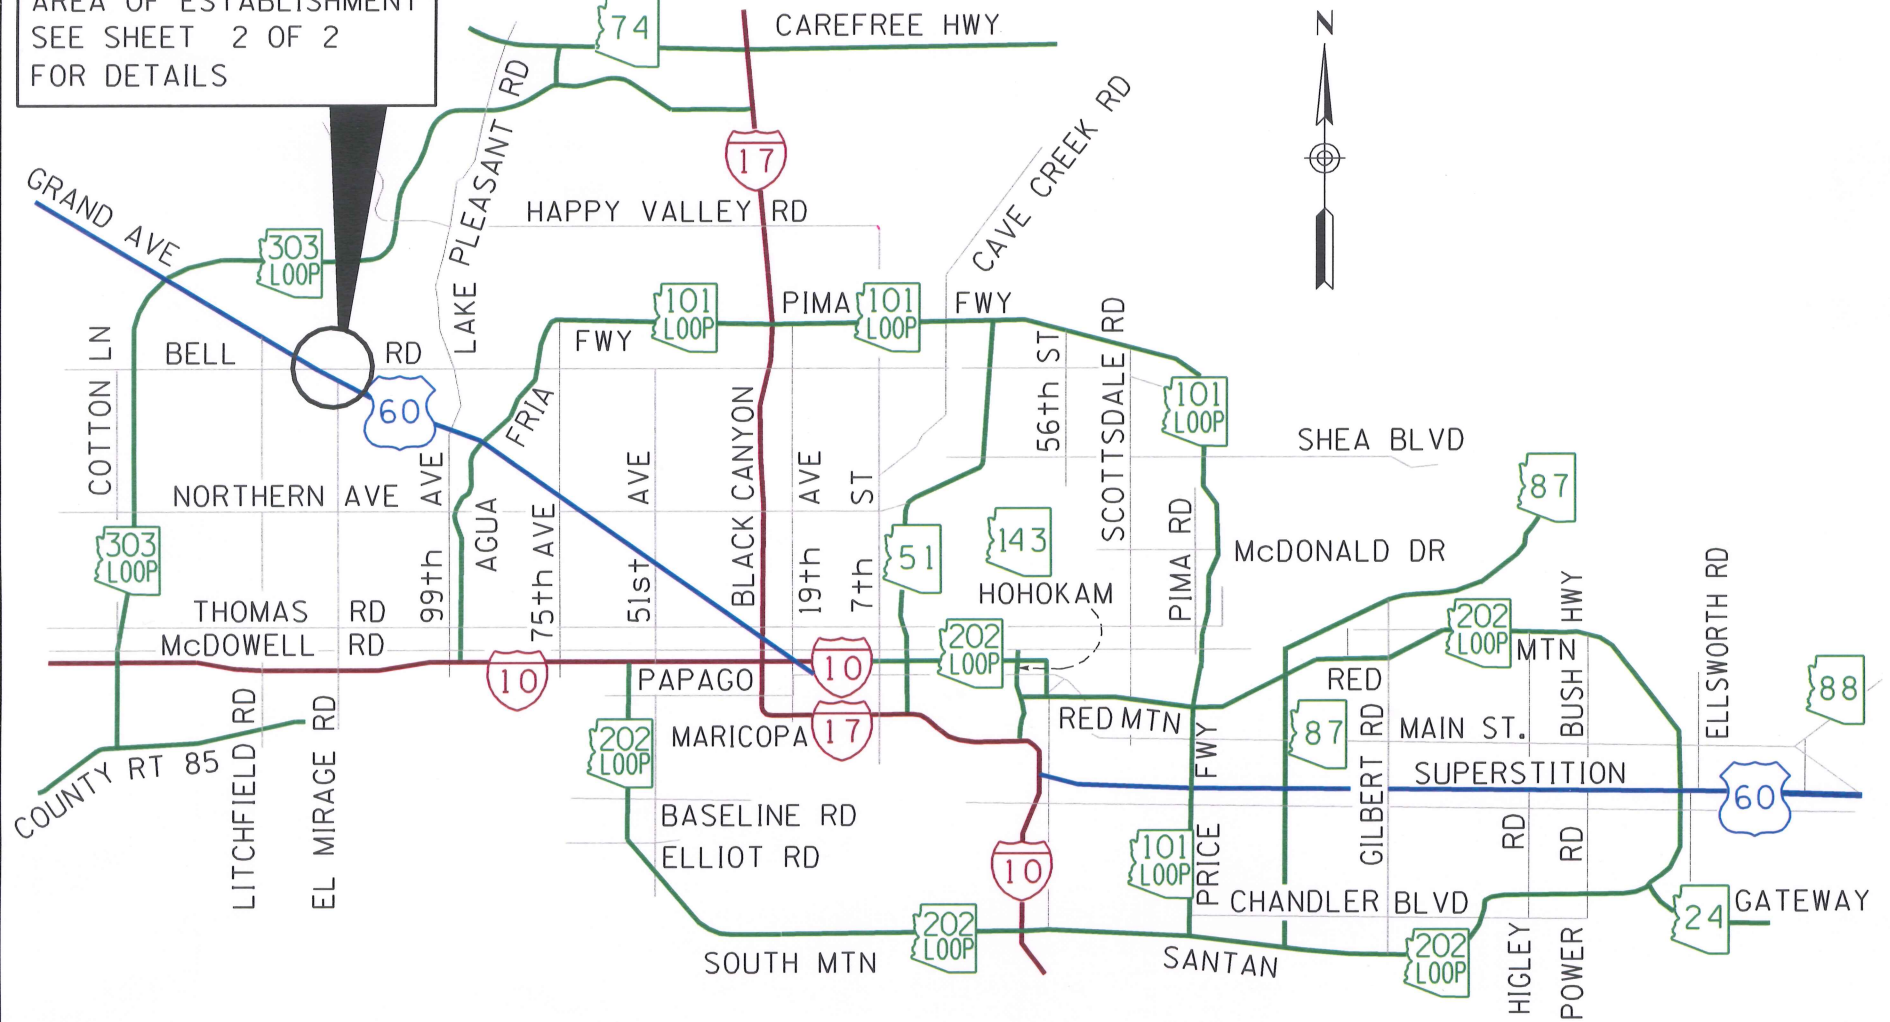 AREA OF ESTABLISHMENT
SEE SHEET 2 OF 2
FOR DETAILS
74
CAREFREE HWY
N
17
GRAND AVE
LAKE PLEASANT RD
HAPPY VALLEY RD
CAVE CREEK RD
303
LOOP
101
LOOP
PIMA
101
LOOP
FWY
FWY
COTTON LN
BELL RD
60
AGUA FRIA
BLACK CANYON
56th ST
SCOTTSDALE RD
101
LOOP
SHEA BLVD
87
NORTHERN AVE
99th AVE
75th AVE
51st AVE
19th AVE
7th ST
51
143
HOHOKAM
PIMA RD
McDONALD DR
303
LOOP
THOMAS RD
McDOWELL RD
10
PAPAGO
10
202
LOOP
202
LOOP
RED MTN
RED MTN
BUSH HWY
ELLSWORTH RD
88
COUNTY RT 85
LITCHFIELD RD
EL MIRAGE RD
202
LOOP
MARICOPA
17
87
MAIN ST.
SUPERSTITION
60
GILBERT RD
BASELINE RD
ELLIOT RD
10
101
LOOP
PRICE FWY
CHANDLER BLVD
24
GATEWAY
SOUTH MTN
202
LOOP
SANTAN
202
LOOP
HIGLEY RD
POWER RD